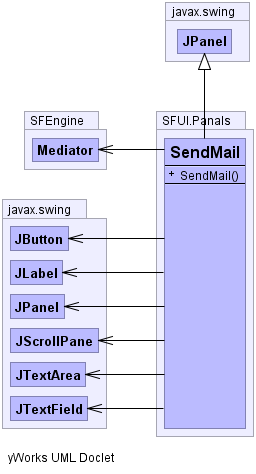 javax.swing
JPanel
SFEngine
Mediator
SFUI.Panals
SendMail
+ SendMail()
javax.swing
JButton
JLabel
JPanel
JScrollPane
JTextArea
JTextField
yWorks UML Doclet